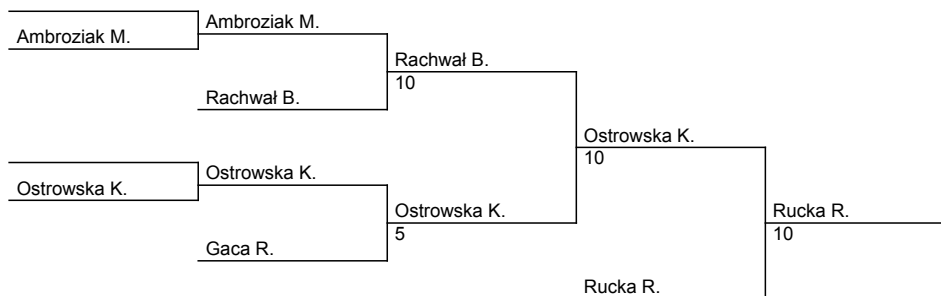 Ambroziak M.
Ambroziak M.
Rachwał B.
10
Rachwał B.
Ostrowska K.
10
Ostrowska K.
Ostrowska K.
Ostrowska K.
5
Rucka R.
10
Gaca R.
Rucka R.